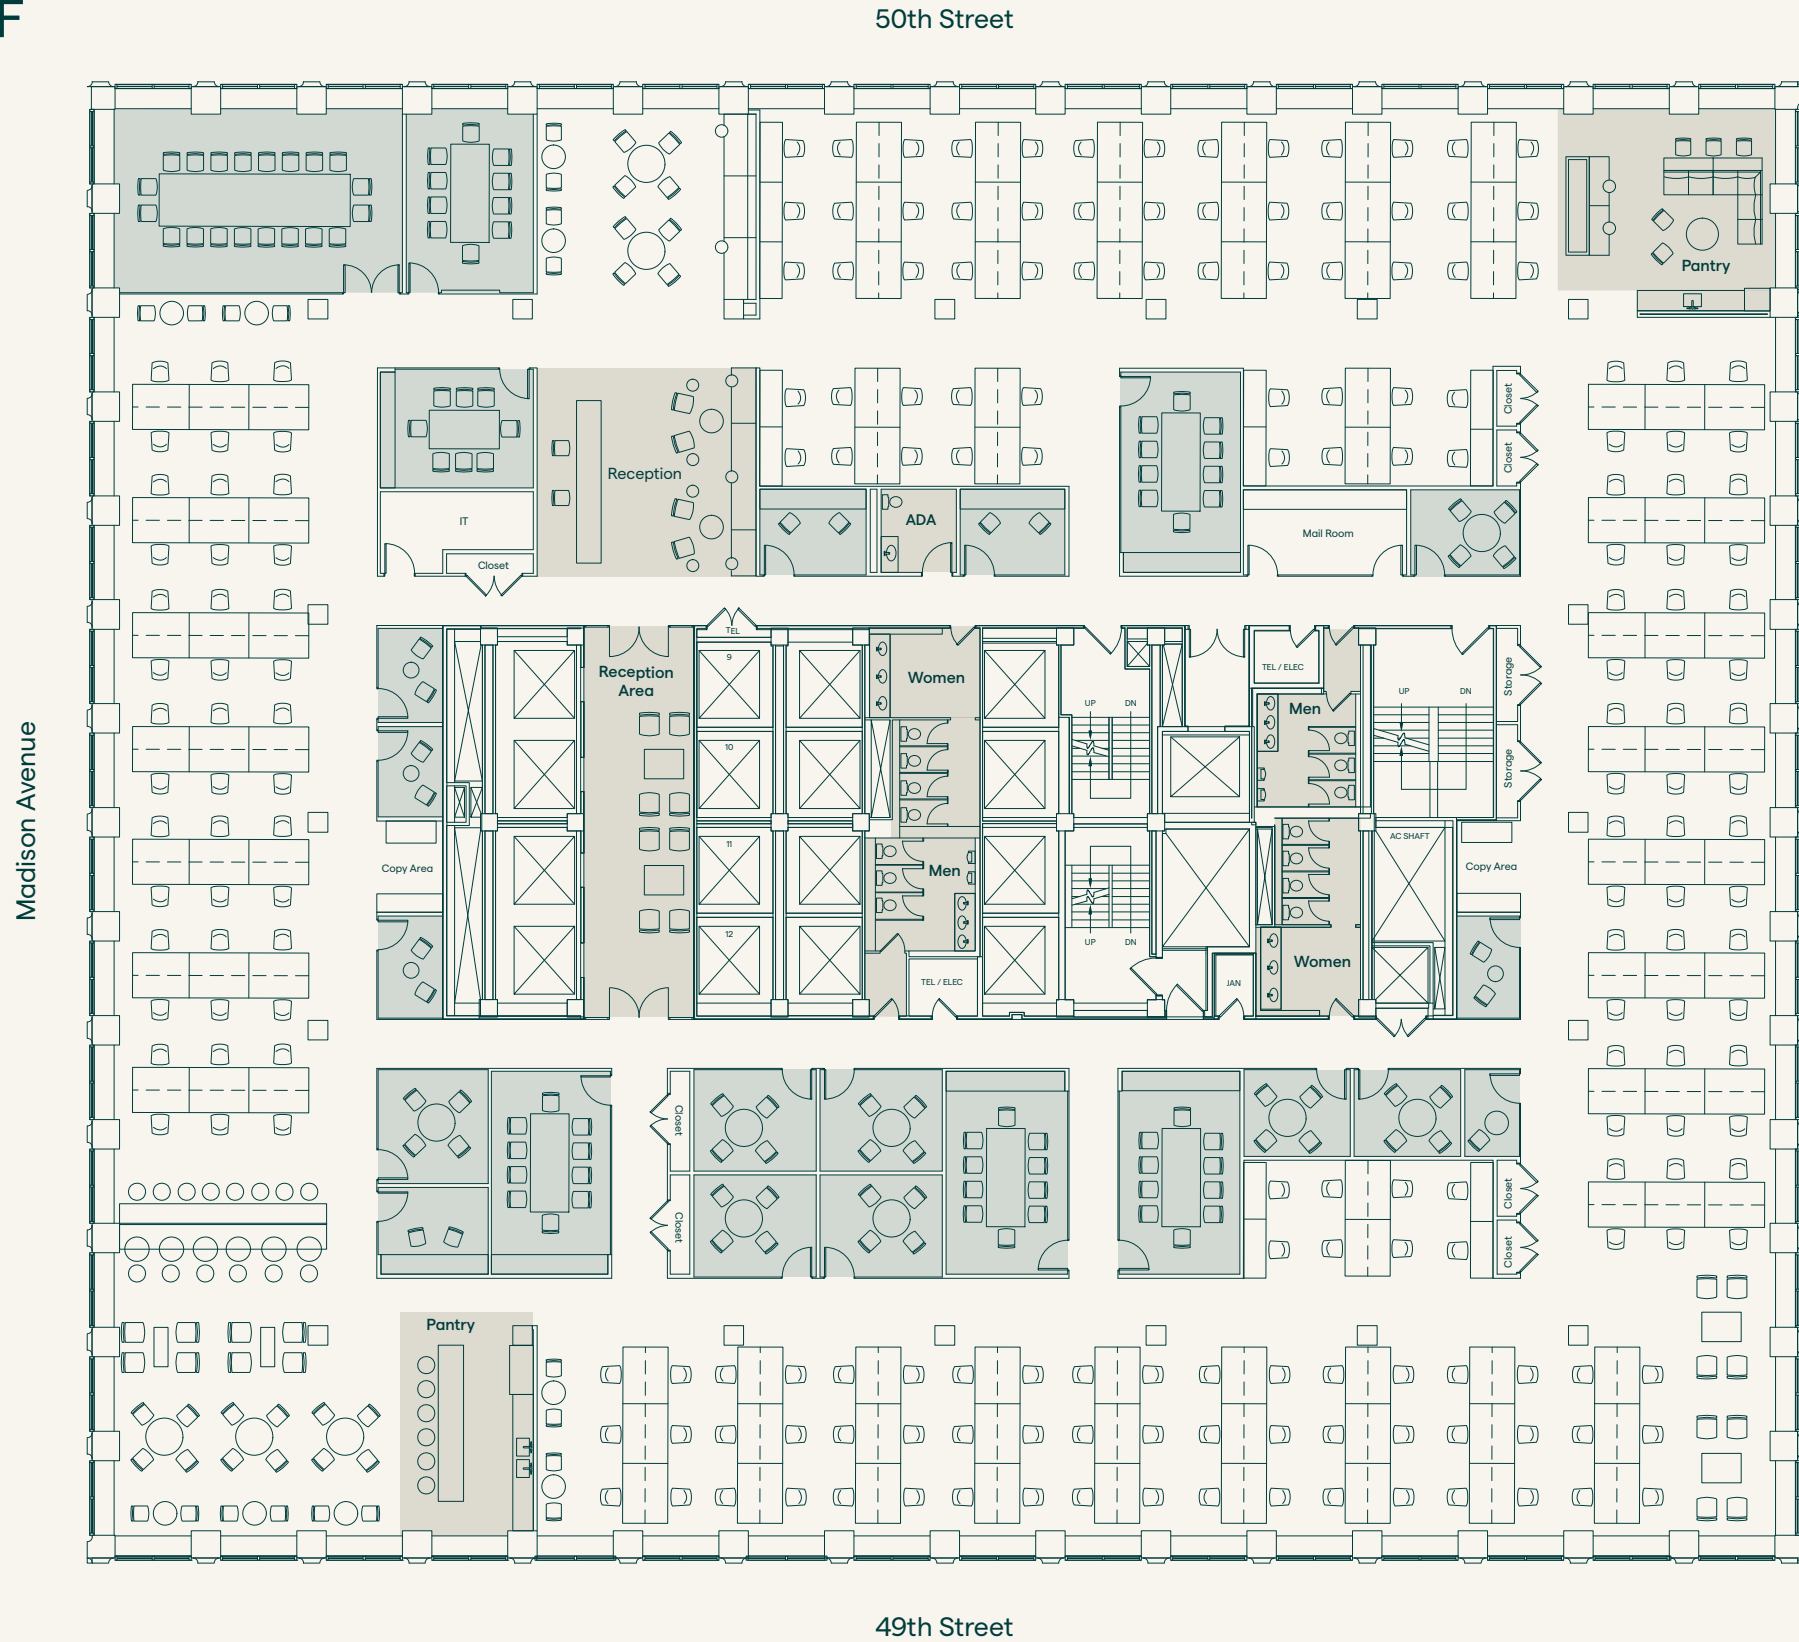 F
50th Street
Pantry
Closet
Closet
Reception
IT
ADA
Mail Room
Closet
TEL
Reception
Area
9
Women
TEL / ELEC
Men
Storage
UP
DN
UP
DN
10
Storage
Madison Avenue
Copy Area
11
Men
AC SHAFT
Copy Area
12
UP
DN
Women
TEL / ELEC
JAN
Closet
Closet
Closet
Closet
Pantry
49th Street